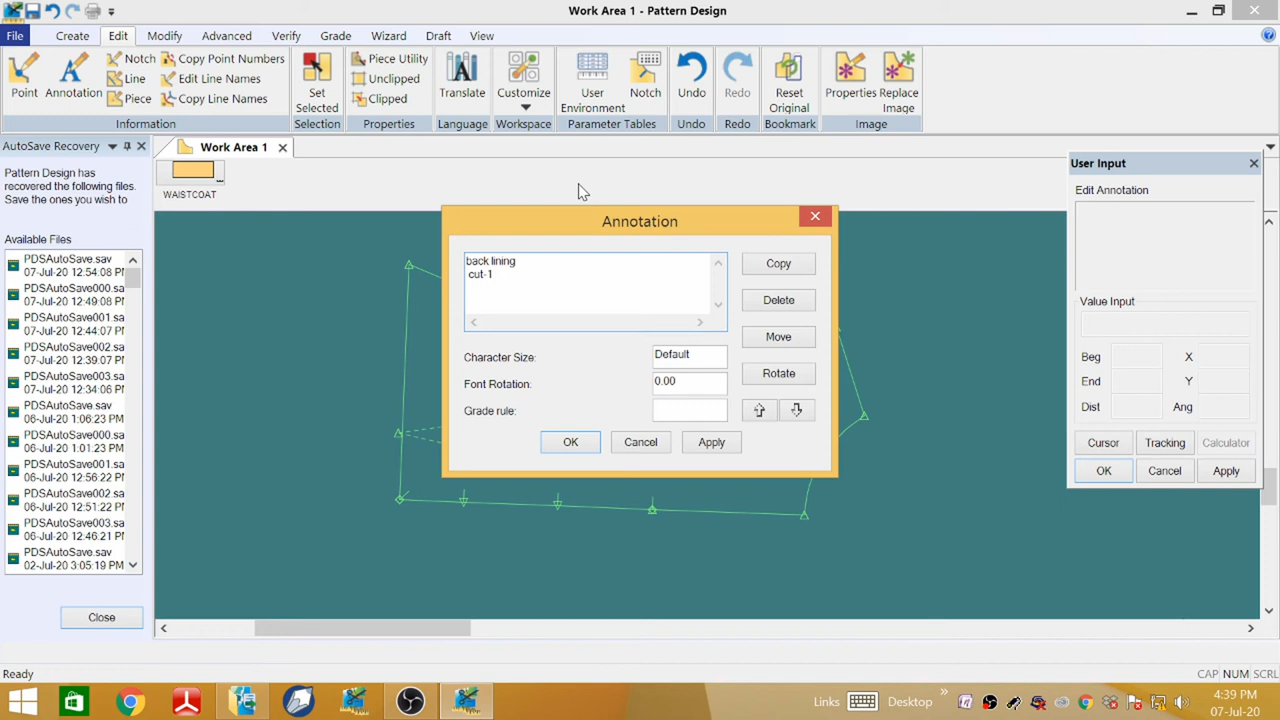 Work Area 1 - Pattern Design
File Create Edit Modify Advanced Verify Grade Wizard Draft View
Point
Annotation
Notch
Line
Piece
Copy Point Numbers
Edit Line Names
Copy Line Names
Information
Set
Selected
Selection
Piece Utility
Unclipped
Clipped
Properties
Translate
Language
Customize
Workspace
User
Environment
Notch
Parameter Tables
Undo
Undo
Redo
Redo
Reset
Original
Bookmark
Properties
Replace
Image
Image
AutoSave Recovery
Pattern Design has
recovered the following files.
Save the ones you wish to
Available Files
PDSAutoSave.sav
07-Jul-20 12:54:08 PM
PDSAutoSave000.sa
07-Jul-20 12:49:08 PM
PDSAutoSave001.sa
07-Jul-20 12:44:07 PM
PDSAutoSave002.sa
07-Jul-20 12:39:07 PM
PDSAutoSave003.sa
07-Jul-20 12:34:06 PM
PDSAutoSave.sav
06-Jul-20 1:06:23 PM
PDSAutoSave000.sa
06-Jul-20 1:01:23 PM
PDSAutoSave001.sa
06-Jul-20 12:56:22 PM
PDSAutoSave002.sa
06-Jul-20 12:51:21 PM
PDSAutoSave003.sa
06-Jul-20 12:46:21 PM
PDSAutoSave.sav
02-Jul-20 3:05:19 PM
Close
Work Area 1
WAISTCOAT
Annotation
back lining
cut-1
Character Size: Default
Font Rotation: 0.00
Grade rule:
Copy
Delete
Move
Rotate
OK Cancel Apply
User Input
Edit Annotation
Value Input
Beg X
End Y
Dist Ang
Cursor Tracking Calculator
OK Cancel Apply
Ready
CAP NUM SCRL
Links Desktop
4:39 PM
07-Jul-20